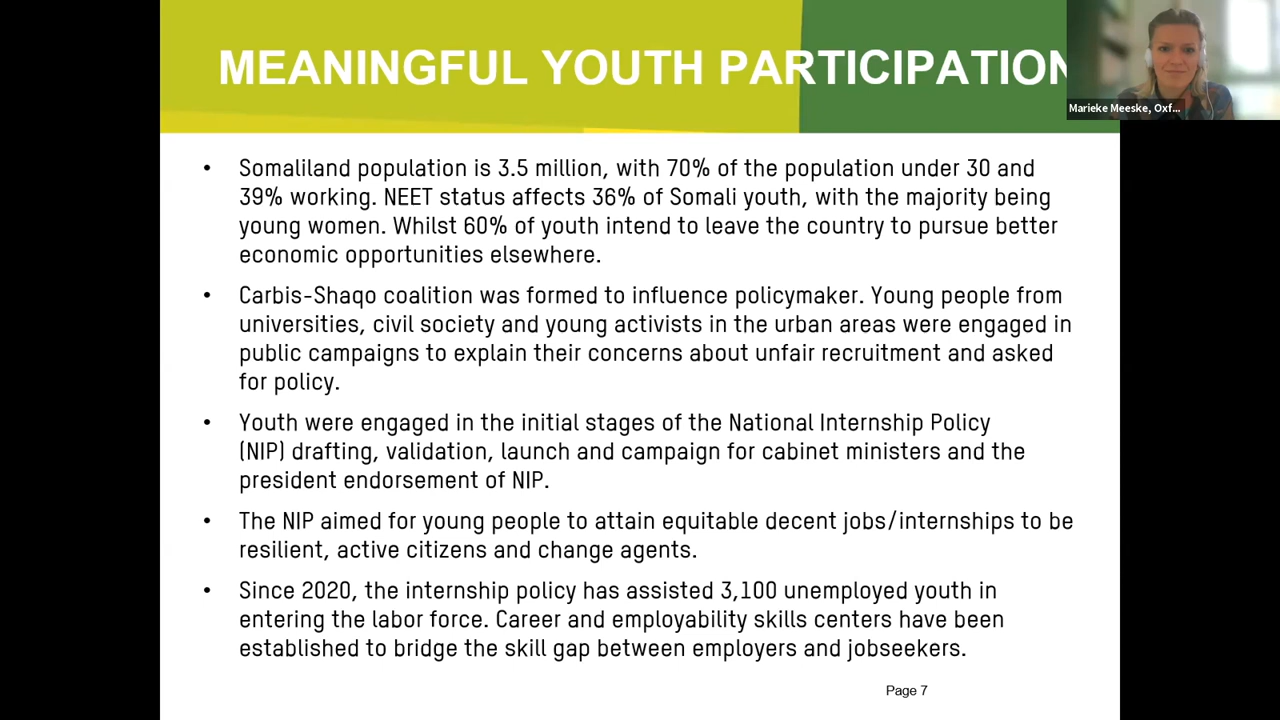 MEANINGFUL YOUTH PARTICIPATION
Marieke Meeske, Oxf...
• Somaliland population is 3.5 million, with 70% of the population under 30 and
39% working. NEET status affects 36% of Somali youth, with the majority being
young women. Whilst 60% of youth intend to leave the country to pursue better
economic opportunities elsewhere.
• Carbis-Shaqo coalition was formed to influence policymaker. Young people from
universities, civil society and young activists in the urban areas were engaged in
public campaigns to explain their concerns about unfair recruitment and asked
for policy.
• Youth were engaged in the initial stages of the National Internship Policy
(NIP) drafting, validation, launch and campaign for cabinet ministers and the
president endorsement of NIP.
• The NIP aimed for young people to attain equitable decent jobs/internships to be
resilient, active citizens and change agents.
• Since 2020, the internship policy has assisted 3,100 unemployed youth in
entering the labor force. Career and employability skills centers have been
established to bridge the skill gap between employers and jobseekers.
Page 7